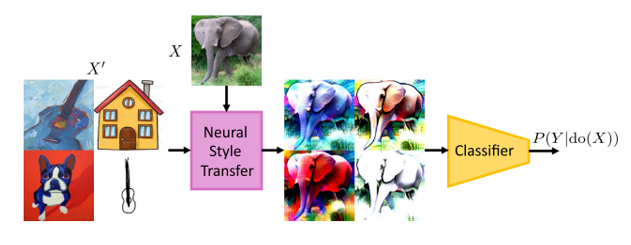 X
X′
Neural
Style
Transfer
Classifier
P(Y|do(X))